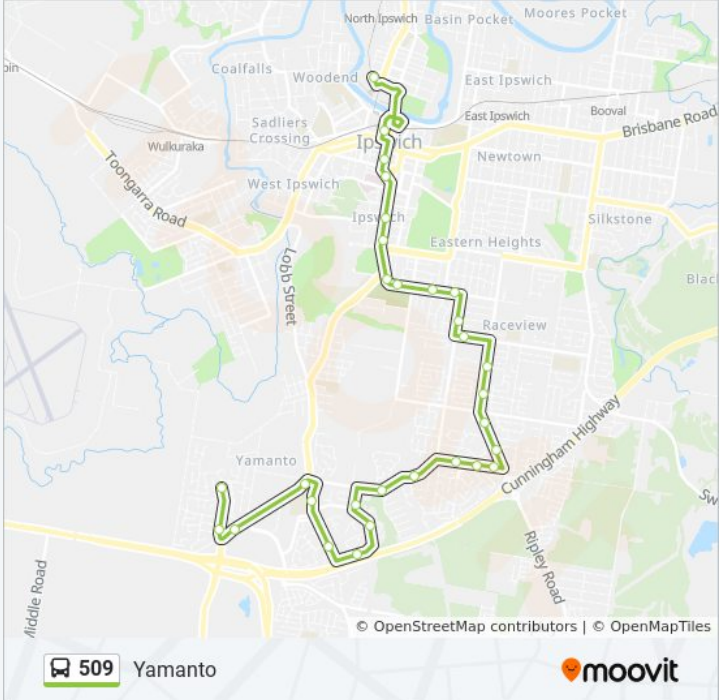 North Ipswich
Basin Pocket
Moores Pocket
Coalfalls
Woodend
East Ipswich
Sadliers
Crossing
East Ipswich
Booval
Brisbane Road
Wulkuraka
Ipswich
Newtown
Toongarra Road
West Ipswich
Ipswich
Silkstone
Eastern Heights
Lobb Street
Raceview
Cunningham Highway
Yamanto
Ripley Road
© OpenStreetMap contributors | © OpenMapTiles
509 Yamanto
moovit